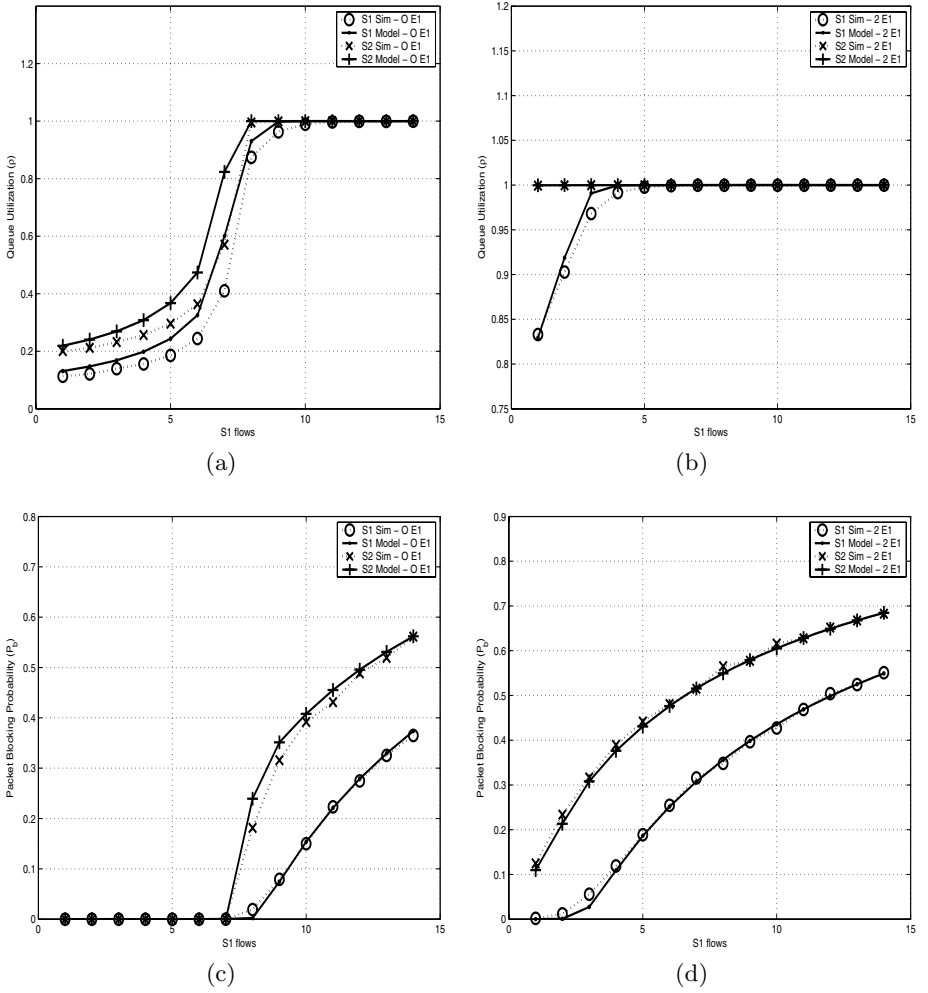 S1 Sim – O E1
S1 Model – O E1
S2 Sim – O E1
S2 Model – O E1
1.2
1
0.8
0.6
0.4
0.2
0
0
5
10
15
Queue Utilization (ρ)
S1 flows
(a)
S1 Sim – 2 E1
S1 Model – 2 E1
S2 Sim – 2 E1
S2 Model – 2 E1
1.2
1.15
1.1
1.05
1
0.95
0.9
0.85
0.8
0.75
0
5
10
15
Queue Utilization (ρ)
S1 flows
(b)
S1 Sim – O E1
S1 Model – O E1
S2 Sim – O E1
S2 Model – O E1
0.8
0.7
0.6
0.5
0.4
0.3
0.2
0.1
0
0
5
10
15
Packet Blocking Probability (Pb)
S1 flows
(c)
S1 Sim – 2 E1
S1 Model – 2 E1
S2 Sim – 2 E1
S2 Model – 2 E1
0.9
0.8
0.7
0.6
0.5
0.4
0.3
0.2
0.1
0
0
5
10
15
Packet Blocking Probability (Pb)
S1 flows
(d)